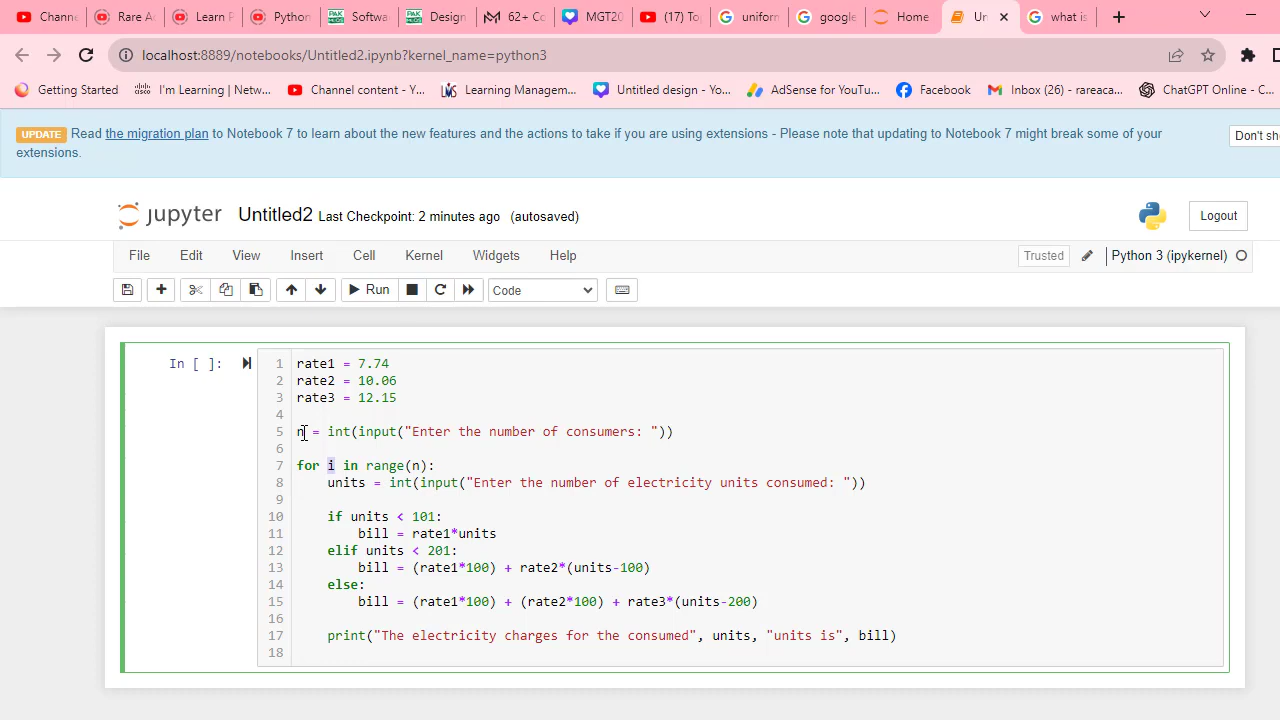 Channe Rare Ac Learn P Python Softwa Design 62+ Co MGT20 (17) Top uniform google Home Un what is
localhost:8889/notebooks/Untitled2.ipynb?kernel_name=python3
Getting Started I'm Learning | Netw... Channel content - Y... Learning Managem... Untitled design - Yo... AdSense for YouTu... Facebook Inbox (26) - rareaca... ChatGPT Online - C...
UPDATE Read the migration plan to Notebook 7 to learn about the new features and the actions to take if you are using extensions - Please note that updating to Notebook 7 might break some of your
extensions.
Don't sh
jupyter Untitled2 Last Checkpoint: 2 minutes ago (autosaved)
Logout
File Edit View Insert Cell Kernel Widgets Help
Trusted Python 3 (ipykernel)
Run Code
In [ ]:
1 rate1 = 7.74
2 rate2 = 10.06
3 rate3 = 12.15
4
5 n = int(input("Enter the number of consumers: "))
6
7 for i in range(n):
8 units = int(input("Enter the number of electricity units consumed: "))
9
10 if units < 101:
11 bill = rate1*units
12 elif units < 201:
13 bill = (rate1*100) + rate2*(units-100)
14 else:
15 bill = (rate1*100) + (rate2*100) + rate3*(units-200)
16
17 print("The electricity charges for the consumed", units, "units is", bill)
18